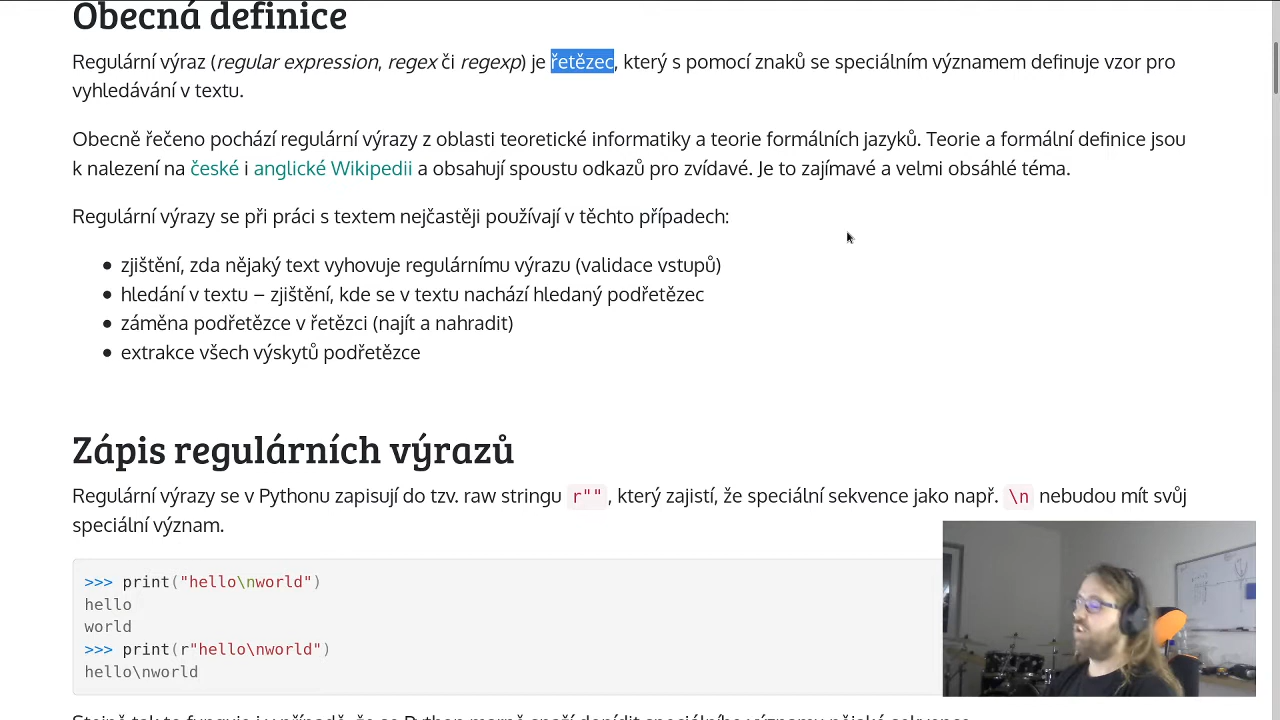 Obecná definice
Regulární výraz (regular expression, regex či regexp) je řetězec, který s pomocí znaků se speciálním významem definuje vzor pro
vyhledávání v textu.
Obecně řečeno pochází regulární výrazy z oblasti teoretické informatiky a teorie formálních jazyků. Teorie a formální definice jsou
k nalezení na české i anglické Wikipedii a obsahují spoustu odkazů pro zvídavé. Je to zajímavé a velmi obsáhlé téma.
Regulární výrazy se při práci s textem nejčastěji používají v těchto případech:
• zjištění, zda nějaký text vyhovuje regulárnímu výrazu (validace vstupů)
• hledání v textu – zjištění, kde se v textu nachází hledaný podřetězec
• záměna podřetězce v řetězci (najít a nahradit)
• extrakce všech výskytů podřetězce
Zápis regulárních výrazů
Regulární výrazy se v Pythonu zapisují do tzv. raw stringu r"", který zajistí, že speciální sekvence jako např. \n nebudou mít svůj
speciální význam.
>>> print("hello\nworld")
hello
world
>>> print(r"hello\nworld")
hello\nworld